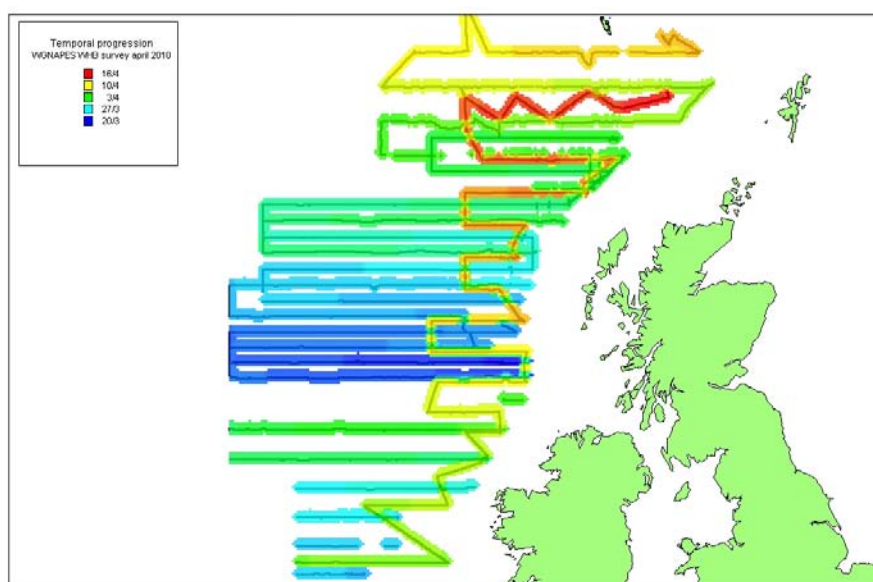 Temporal progression
WGNAPES WHB survey april 2010
16/4
10/4
3/4
27/3
20/3